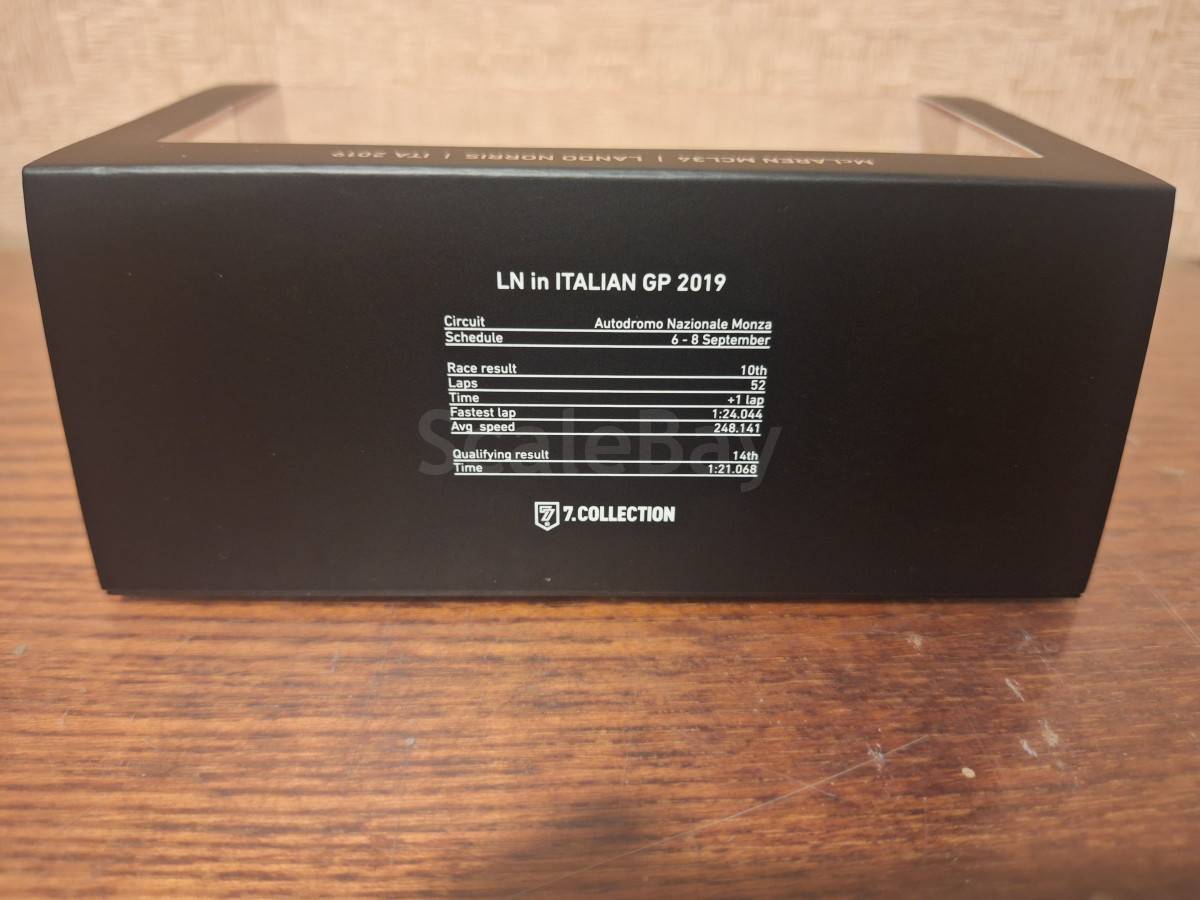 McLAREN MCL34 | LANDO NORRIS | ITA 2019
LN in ITALIAN GP 2019
Circuit Autodromo Nazionale Monza
Schedule 6 - 8 September
Race result 10th
Laps 52
Time +1 lap
Fastest lap 1:24.044
Avg speed 248.141
Qualifying result 14th
Time 1:21.068
7.COLLECTION
ScaleBay